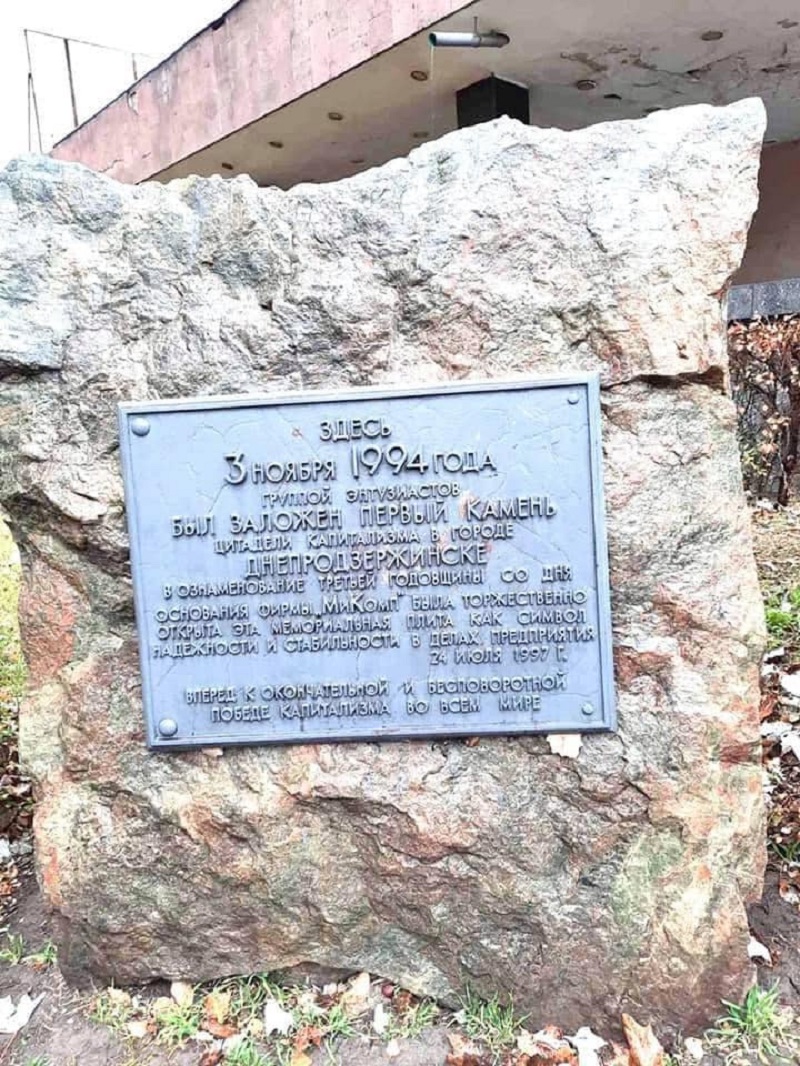 ЗДЕСЬ
3 НОЯБРЯ 1994 ГОДА
ГРУППОЙ ЭНТУЗИАСТОВ
БЫЛ ЗАЛОЖЕН ПЕРВЫЙ КАМЕНЬ
ЦИТАДЕЛИ КАПИТАЛИЗМА В ГОРОДЕ
ДНЕПРОДЗЕРЖИНСКЕ
В ОЗНАМЕНОВАНИЕ ТРЕТЬЕЙ ГОДОВЩИНЫ СО ДНЯ
ОСНОВАНИЯ ФИРМЫ „МиКомп" БЫЛА ТОРЖЕСТВЕННО
ОТКРЫТА ЭТА МЕМОРИАЛЬНАЯ ПЛИТА КАК СИМВОЛ
НАДЕЖНОСТИ И СТАБИЛЬНОСТИ В ДЕЛАХ ПРЕДПРИЯТИЯ
24 ИЮЛЯ 1997 Г.
ВПЕРЕД К ОКОНЧАТЕЛЬНОЙ И БЕСПОВОРОТНОЙ
ПОБЕДЕ КАПИТАЛИЗМА ВО ВСЕМ МИРЕ